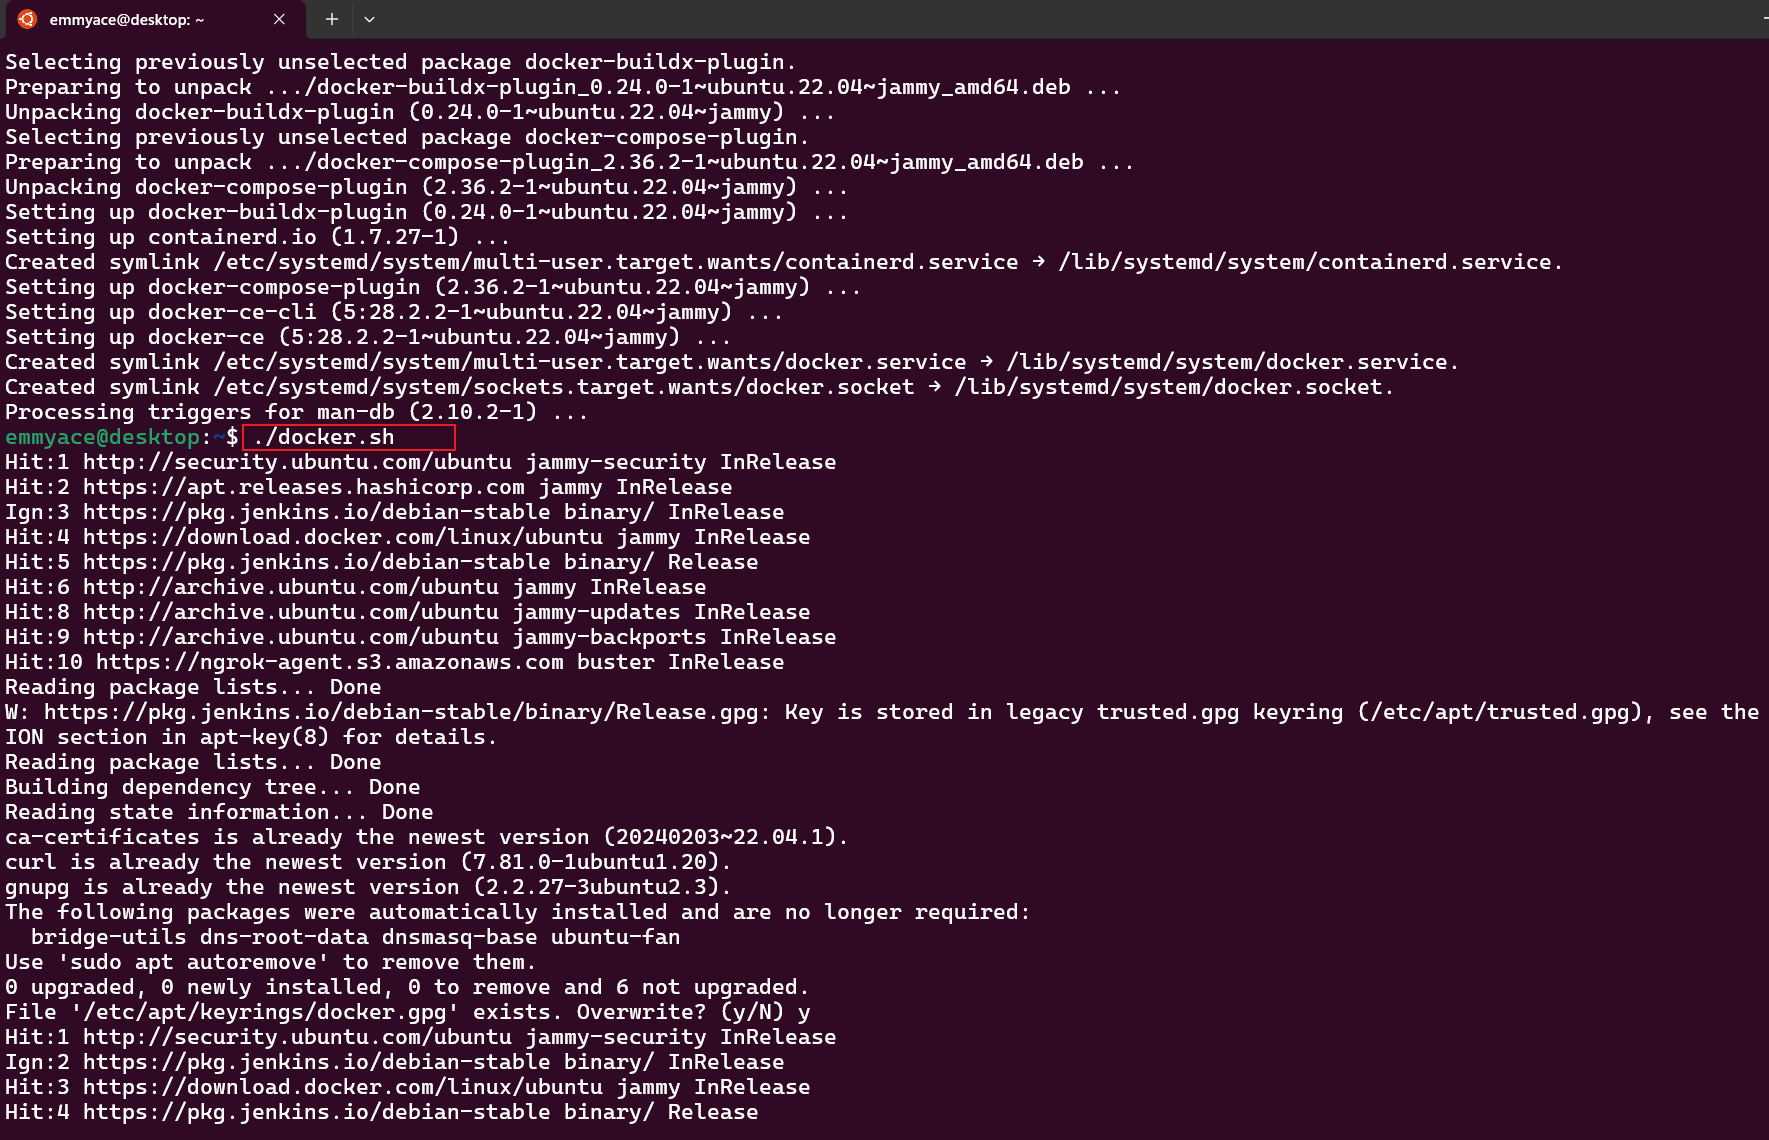 emmyace@desktop: ~
Selecting previously unselected package docker-buildx-plugin.
Preparing to unpack .../docker-buildx-plugin_0.24.0-1~ubuntu.22.04~jammy_amd64.deb ...
Unpacking docker-buildx-plugin (0.24.0-1~ubuntu.22.04~jammy) ...
Selecting previously unselected package docker-compose-plugin.
Preparing to unpack .../docker-compose-plugin_2.36.2-1~ubuntu.22.04~jammy_amd64.deb ...
Unpacking docker-compose-plugin (2.36.2-1~ubuntu.22.04~jammy) ...
Setting up docker-buildx-plugin (0.24.0-1~ubuntu.22.04~jammy) ...
Setting up containerd.io (1.7.27-1) ...
Created symlink /etc/systemd/system/multi-user.target.wants/containerd.service → /lib/systemd/system/containerd.service.
Setting up docker-compose-plugin (2.36.2-1~ubuntu.22.04~jammy) ...
Setting up docker-ce-cli (5:28.2.2-1~ubuntu.22.04~jammy) ...
Setting up docker-ce (5:28.2.2-1~ubuntu.22.04~jammy) ...
Created symlink /etc/systemd/system/multi-user.target.wants/docker.service → /lib/systemd/system/docker.service.
Created symlink /etc/systemd/system/sockets.target.wants/docker.socket → /lib/systemd/system/docker.socket.
Processing triggers for man-db (2.10.2-1) ...
emmyace@desktop:~$ ./docker.sh
Hit:1 http://security.ubuntu.com/ubuntu jammy-security InRelease
Hit:2 https://apt.releases.hashicorp.com jammy InRelease
Ign:3 https://pkg.jenkins.io/debian-stable binary/ InRelease
Hit:4 https://download.docker.com/linux/ubuntu jammy InRelease
Hit:5 https://pkg.jenkins.io/debian-stable binary/ Release
Hit:6 http://archive.ubuntu.com/ubuntu jammy InRelease
Hit:8 http://archive.ubuntu.com/ubuntu jammy-updates InRelease
Hit:9 http://archive.ubuntu.com/ubuntu jammy-backports InRelease
Hit:10 https://ngrok-agent.s3.amazonaws.com buster InRelease
Reading package lists... Done
W: https://pkg.jenkins.io/debian-stable/binary/Release.gpg: Key is stored in legacy trusted.gpg keyring (/etc/apt/trusted.gpg), see the
ION section in apt-key(8) for details.
Reading package lists... Done
Building dependency tree... Done
Reading state information... Done
ca-certificates is already the newest version (20240203~22.04.1).
curl is already the newest version (7.81.0-1ubuntu1.20).
gnupg is already the newest version (2.2.27-3ubuntu2.3).
The following packages were automatically installed and are no longer required:
  bridge-utils dns-root-data dnsmasq-base ubuntu-fan
Use 'sudo apt autoremove' to remove them.
0 upgraded, 0 newly installed, 0 to remove and 6 not upgraded.
File '/etc/apt/keyrings/docker.gpg' exists. Overwrite? (y/N) y
Hit:1 http://security.ubuntu.com/ubuntu jammy-security InRelease
Ign:2 https://pkg.jenkins.io/debian-stable binary/ InRelease
Hit:3 https://download.docker.com/linux/ubuntu jammy InRelease
Hit:4 https://pkg.jenkins.io/debian-stable binary/ Release